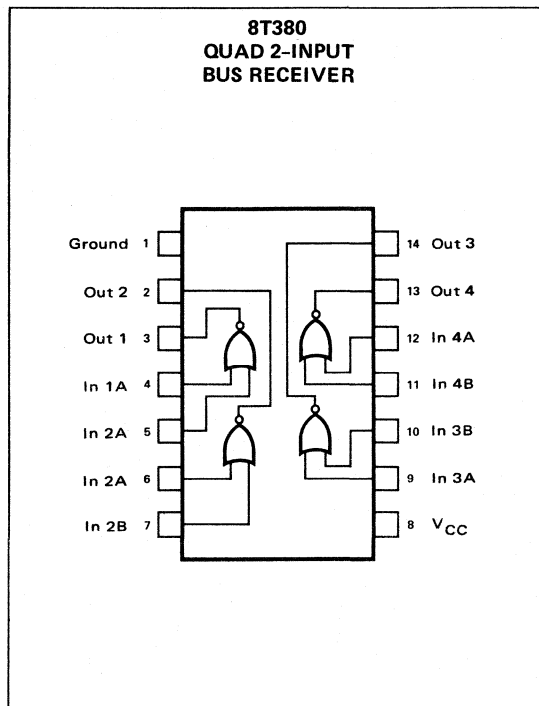 8T380
QUAD 2-INPUT
BUS RECEIVER
Ground 1
Out 2 2
Out 1 3
In 1A 4
In 2A 5
In 2A 6
In 2B 7
14 Out 3
13 Out 4
12 In 4A
11 In 4B
10 In 3B
9 In 3A
8 VCC